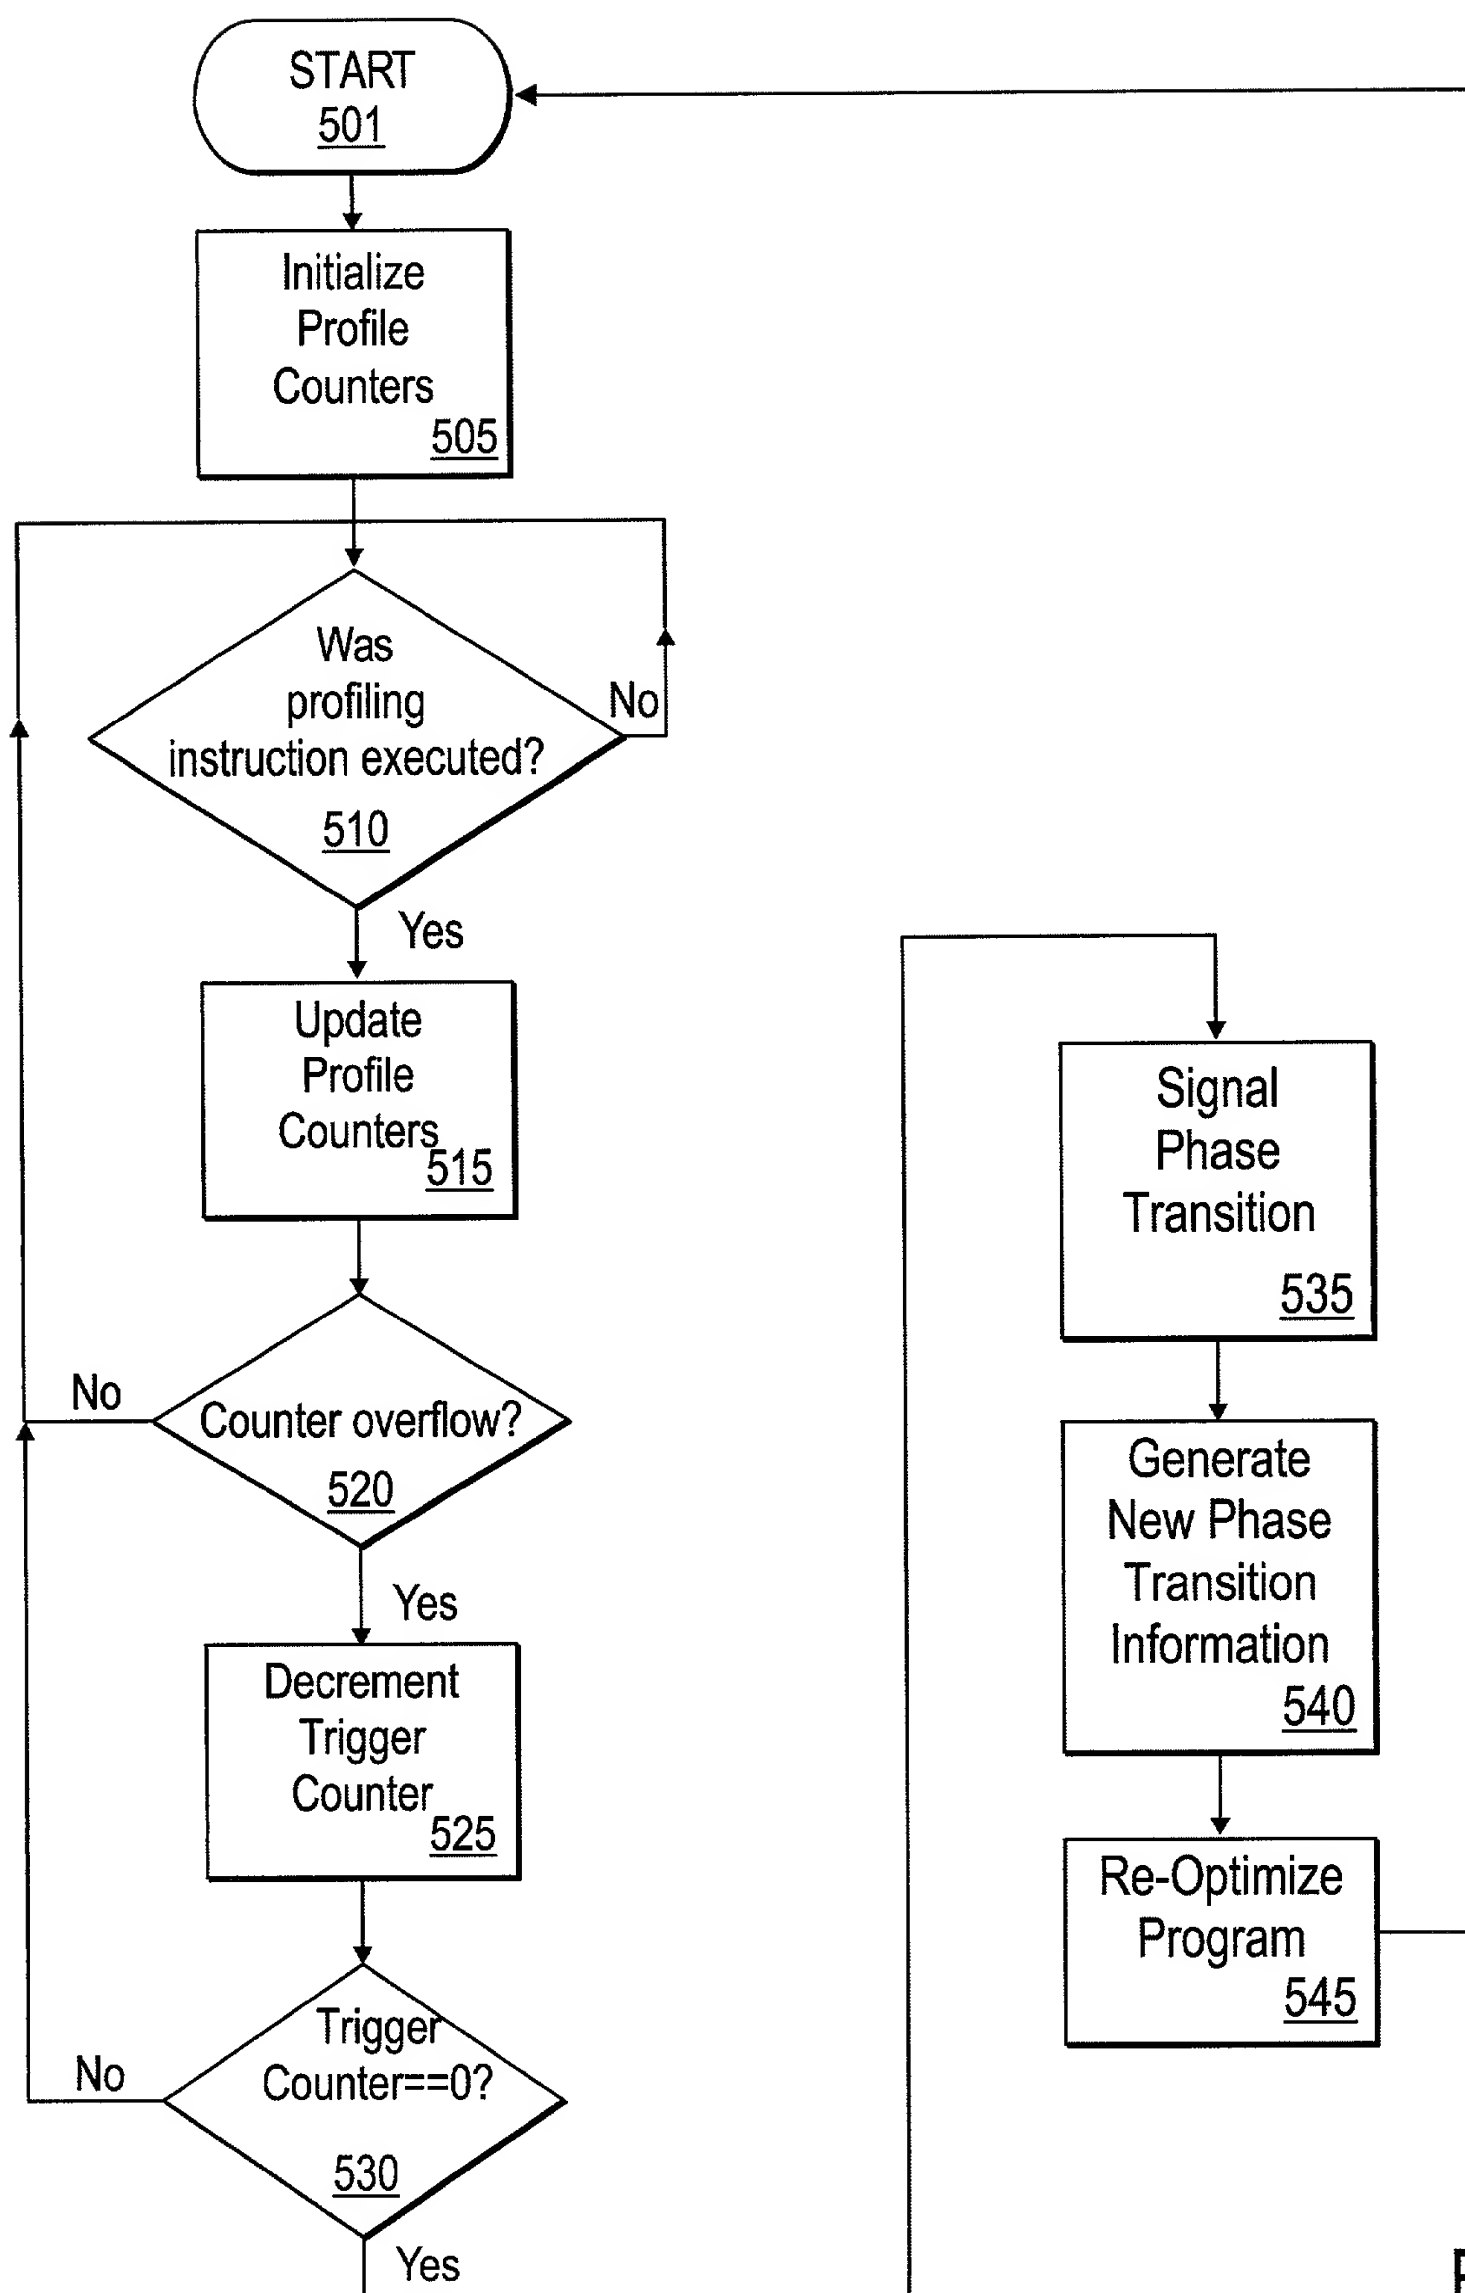 START
501
Initialize
Profile
Counters
505
Was
profiling
instruction executed?
510
No
Yes
Update
Profile
Counters
515
Counter overflow?
520
No
Yes
Decrement
Trigger
Counter
525
Trigger
Counter==0?
530
No
Yes
Signal
Phase
Transition
535
Generate
New Phase
Transition
Information
540
Re-Optimize
Program
545